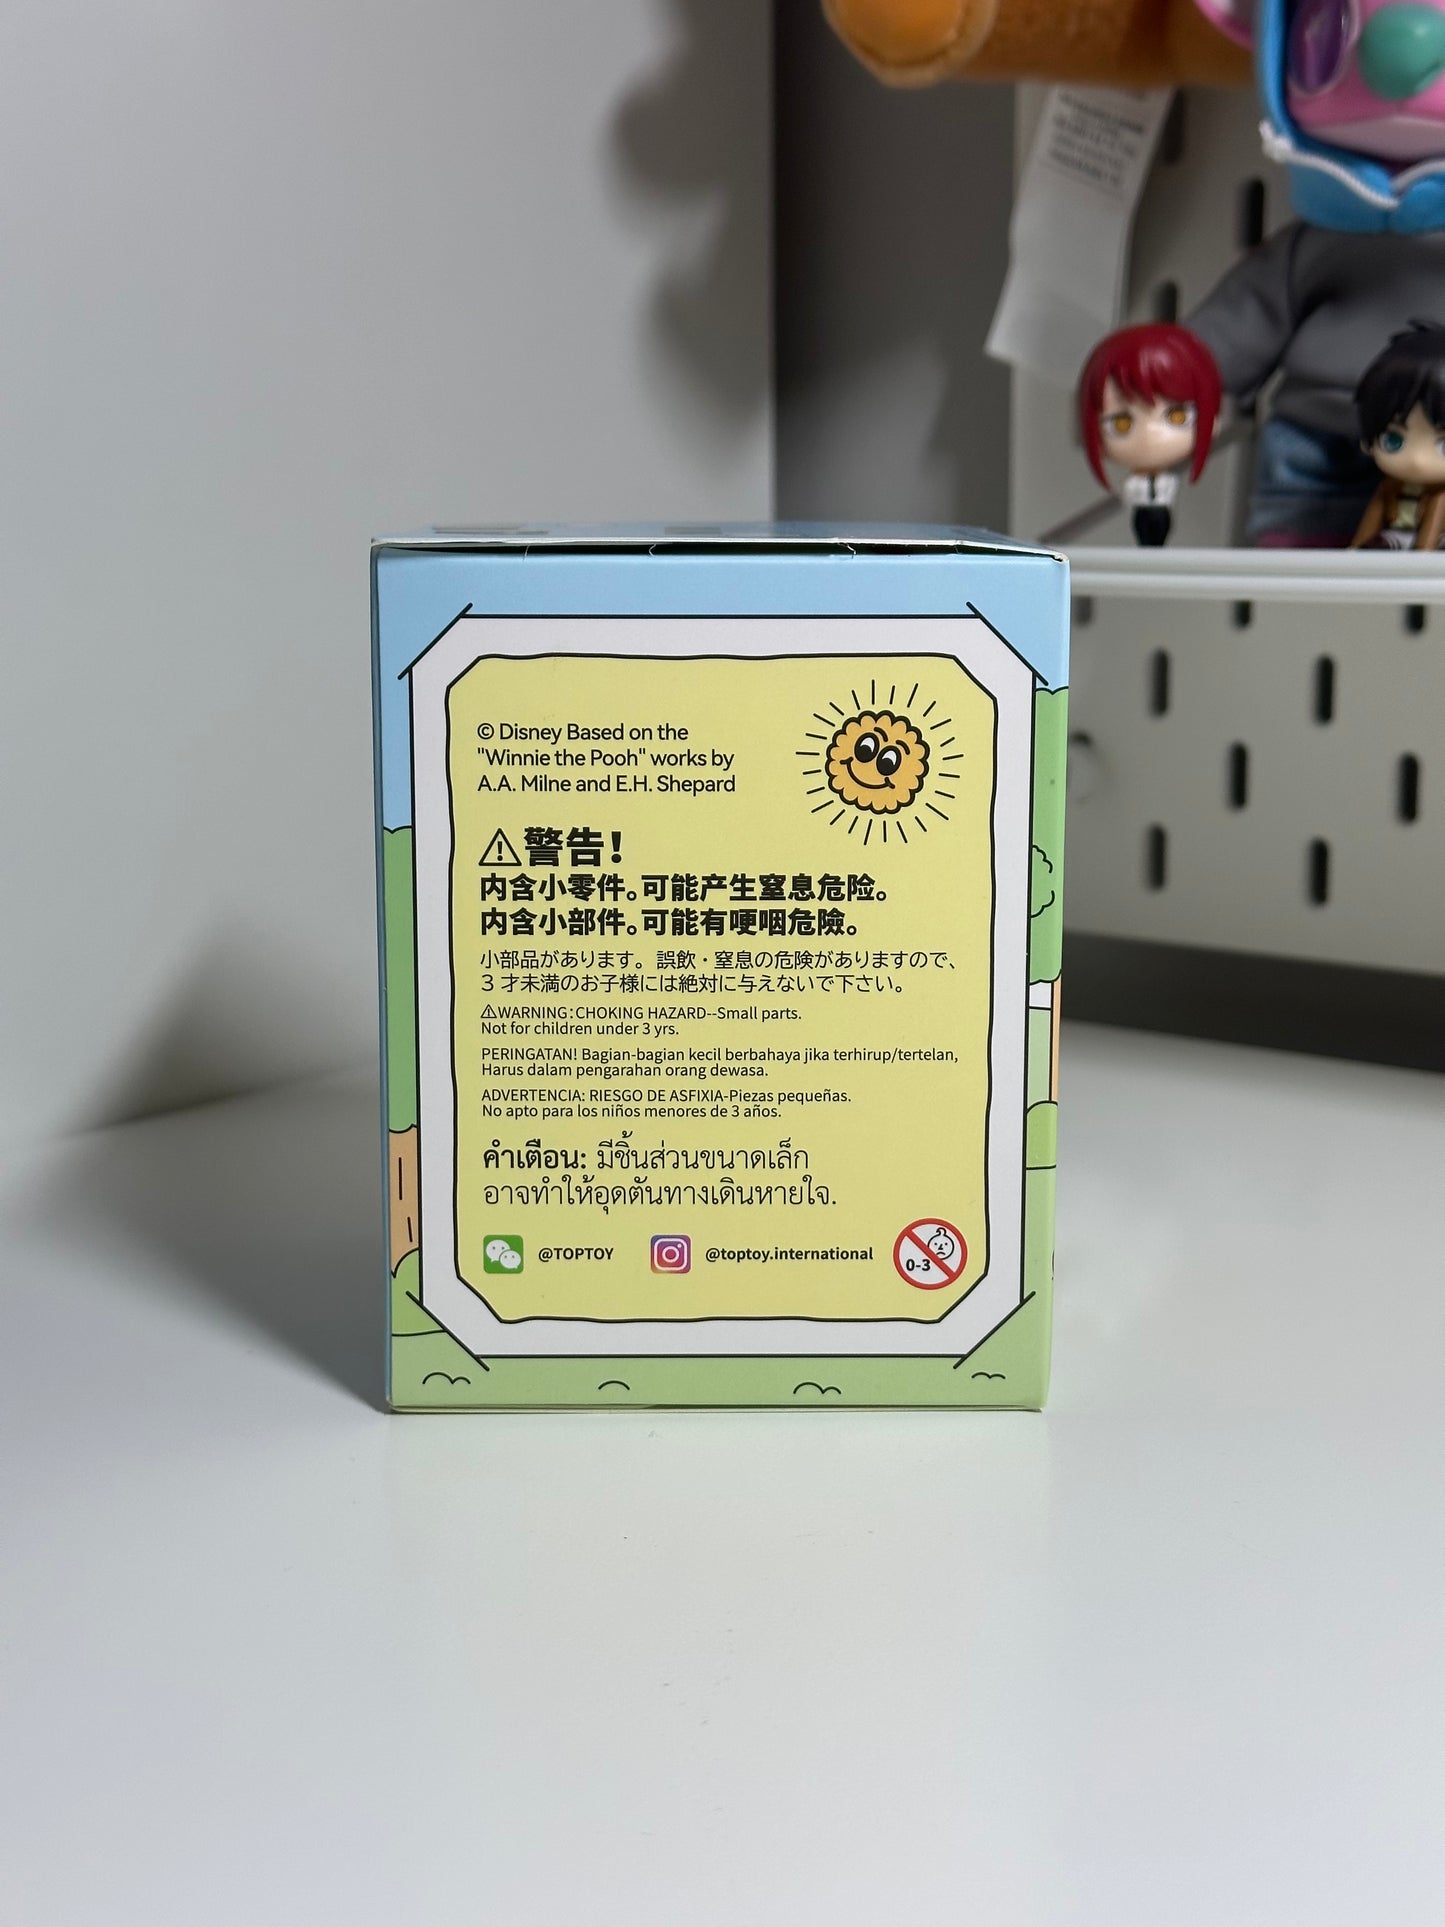 © Disney Based on the
"Winnie the Pooh" works by
A.A. Milne and E.H. Shepard
⚠警告！
内含小零件。可能产生窒息危险。
内含小部件。可能有哽咽危險。
小部品があります。誤飲・窒息の危険がありますので、
3 才未満のお子様には絶対に与えないで下さい。
⚠WARNING:CHOKING HAZARD--Small parts.
Not for children under 3 yrs.
PERINGATAN! Bagian-bagian kecil berbahaya jika terhirup/tertelan,
Harus dalam pengarahan orang dewasa.
ADVERTENCIA: RIESGO DE ASFIXIA-Piezas pequeñas.
No apto para los niños menores de 3 años.
คำเตือน: มีชิ้นส่วนขนาดเล็ก
อาจทำให้อุดตันทางเดินหายใจ.
@TOPTOY @toptoy.international 0-3